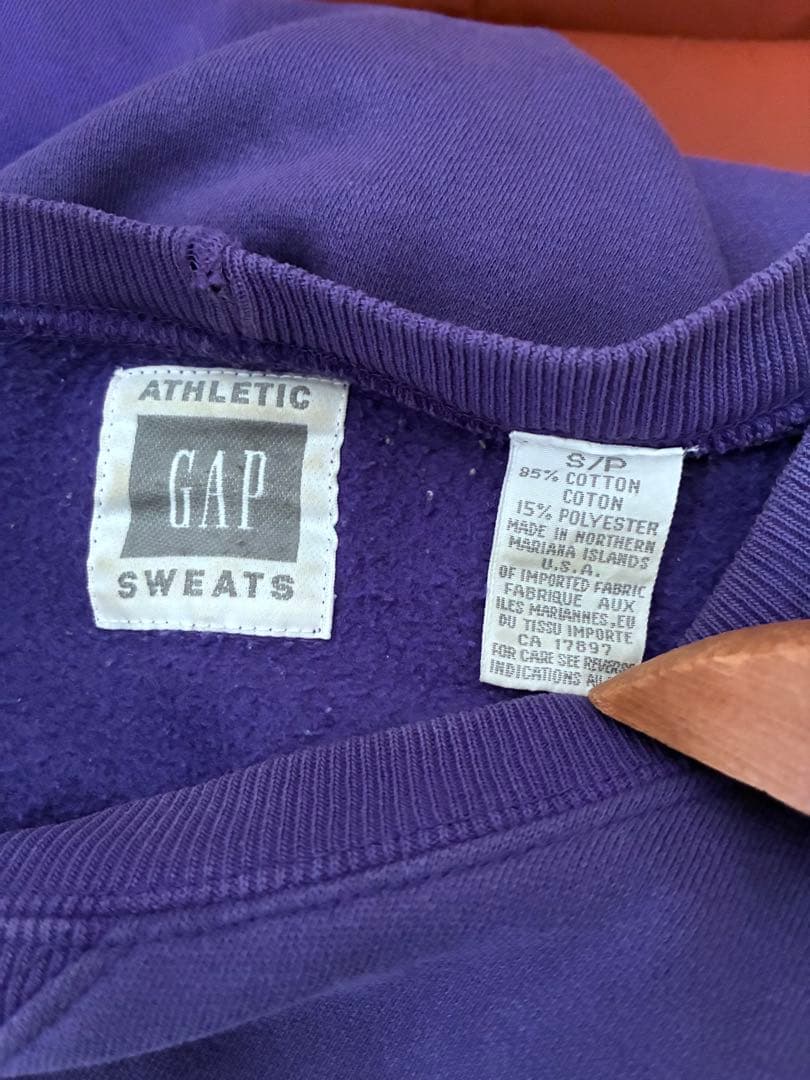 ATHLETIC
GAP
SWEATS
S/P
85% COTTON
COTON
15% POLYESTER
MADE IN NORTHERN
MARIANA ISLANDS
U.S.A.
OF IMPORTED FABRIC
FABRIQUE AUX
ILES MARIANNES,EU
DU TISSU IMPORTE
CA 17897
FOR CARE SEE REVERSE
INDICATIONS